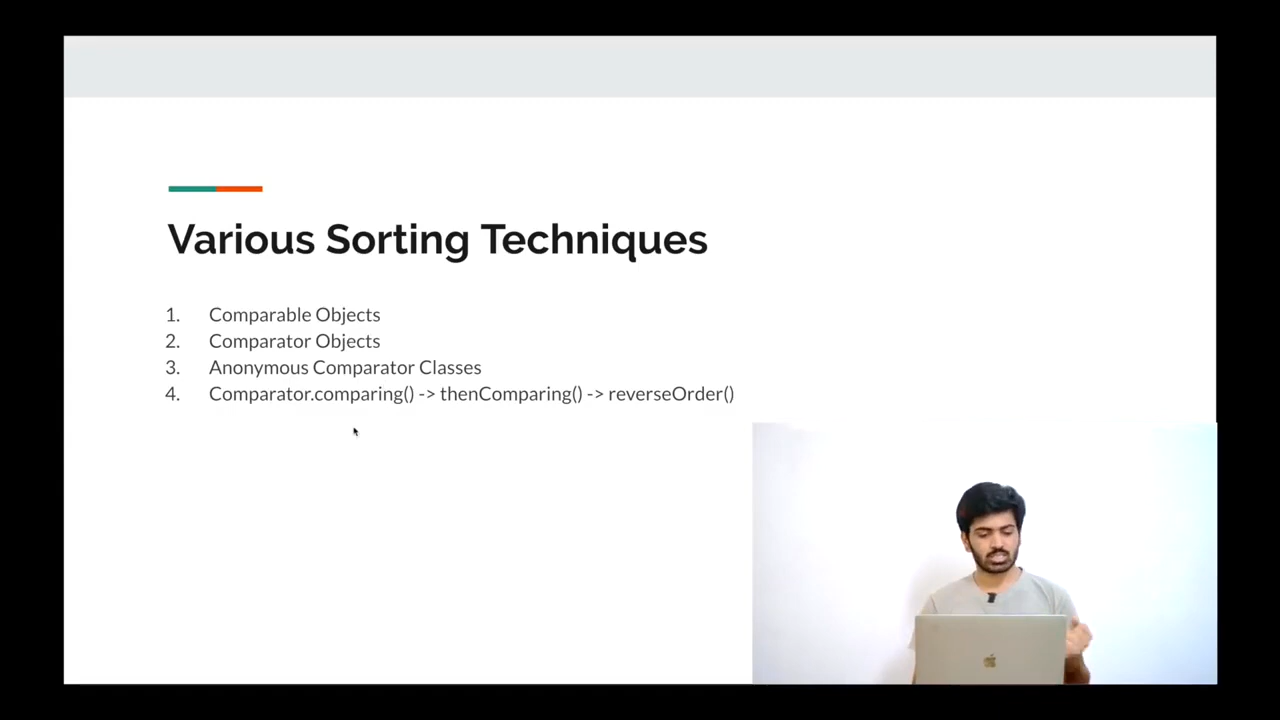 Various Sorting Techniques
1. Comparable Objects
2. Comparator Objects
3. Anonymous Comparator Classes
4. Comparator.comparing() -> thenComparing() -> reverseOrder()